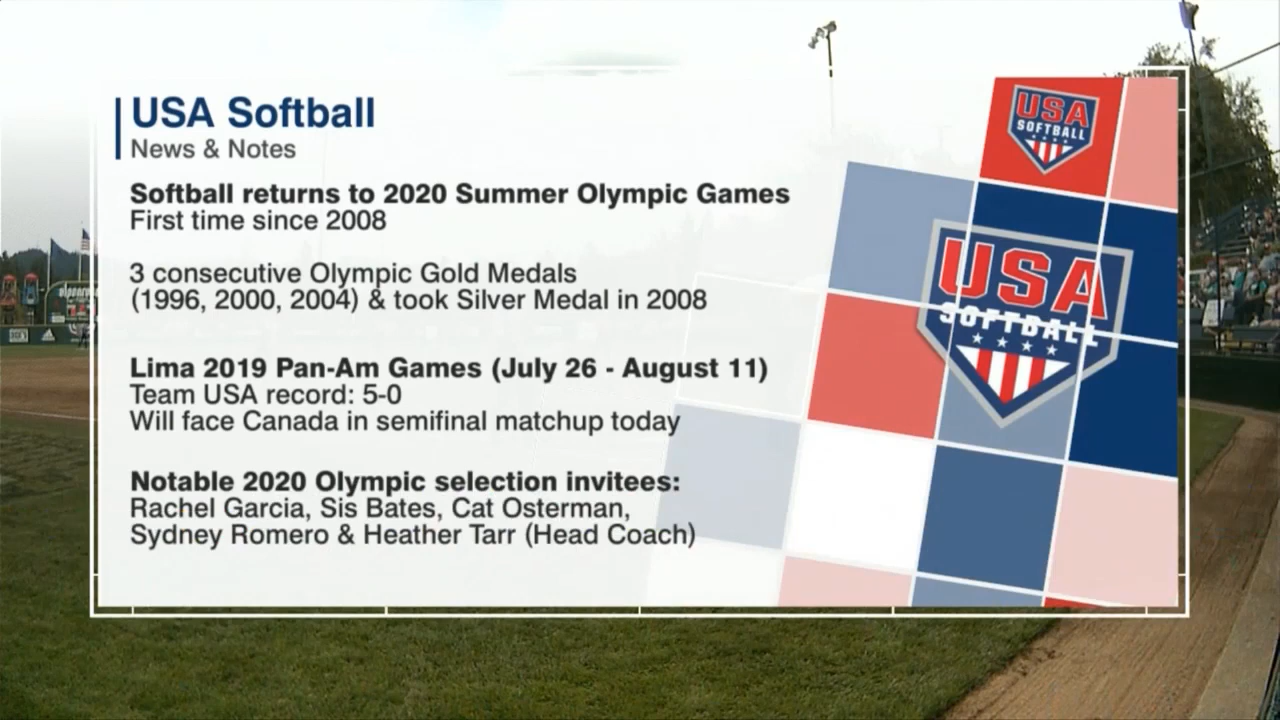 USA Softball
News & Notes
Softball returns to 2020 Summer Olympic Games
First time since 2008
3 consecutive Olympic Gold Medals
(1996, 2000, 2004) & took Silver Medal in 2008
Lima 2019 Pan-Am Games (July 26 - August 11)
Team USA record: 5-0
Will face Canada in semifinal matchup today
Notable 2020 Olympic selection invitees:
Rachel Garcia, Sis Bates, Cat Osterman,
Sydney Romero & Heather Tarr (Head Coach)
USA
SOFTBALL
USA
SOFTBALL